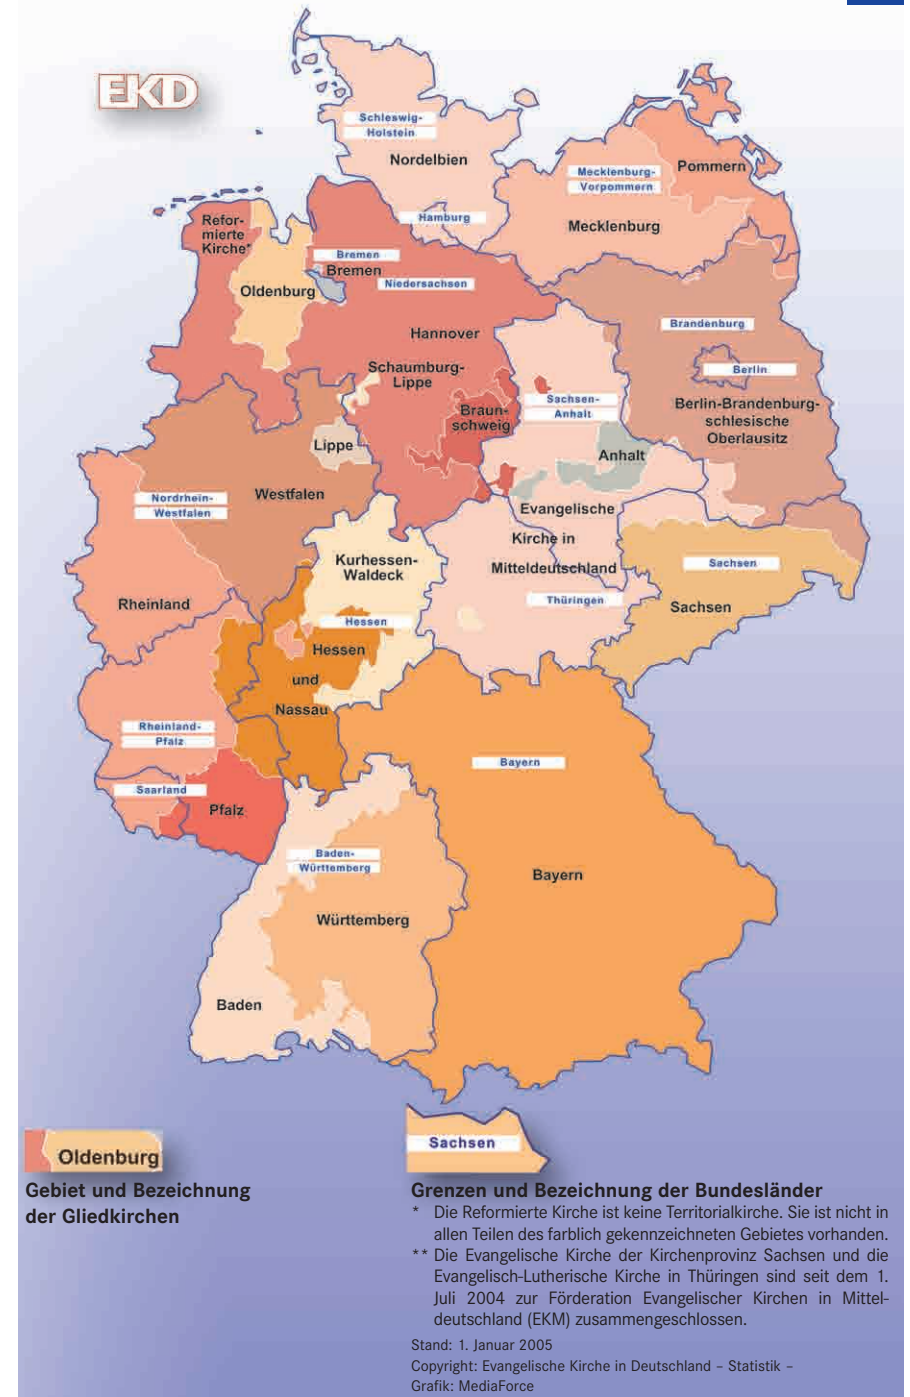 EKD
Schleswig-
Holstein
Nordelbien
Pommern
Mecklenburg-
Vorpommern
Mecklenburg
Hamburg
Refor-
mierte
Kirche*
Bremen
Bremen
Niedersachsen
Oldenburg
Hannover
Brandenburg
Berlin
Schaumburg-
Lippe
Braun-
schweig
Sachsen-
Anhalt
Berlin-Brandenburg-
schlesische
Oberlausitz
Lippe
Anhalt
Westfalen
Nordrhein-
Westfalen
Evangelische
Kirche in
Mitteldeutschland
Kurhessen-
Waldeck
Sachsen
Thüringen
Sachsen
Rheinland
Hessen
Hessen
und
Nassau
Rheinland-
Pfalz
Bayern
Saarland
Pfalz
Baden-
Württemberg
Bayern
Württemberg
Baden
Oldenburg
Gebiet und Bezeichnung
der Gliedkirchen
Sachsen
Grenzen und Bezeichnung der Bundesländer
* Die Reformierte Kirche ist keine Territorialkirche. Sie ist nicht in
allen Teilen des farblich gekennzeichneten Gebietes vorhanden.
** Die Evangelische Kirche der Kirchenprovinz Sachsen und die
Evangelisch-Lutherische Kirche in Thüringen sind seit dem 1.
Juli 2004 zur Förderation Evangelischer Kirchen in Mittel-
deutschland (EKM) zusammengeschlossen.
Stand: 1. Januar 2005
Copyright: Evangelische Kirche in Deutschland – Statistik –
Grafik: MediaForce